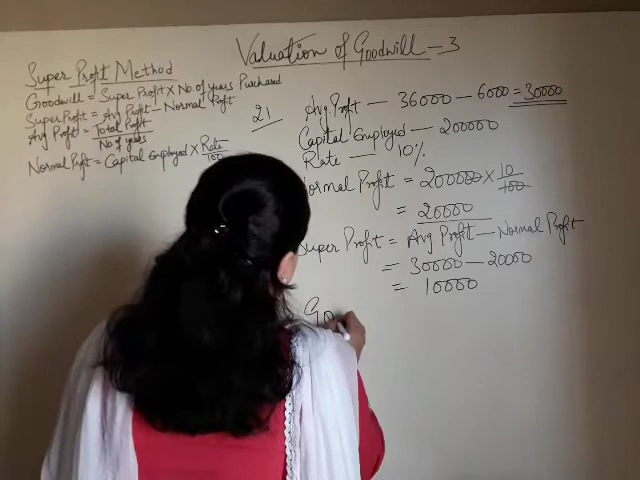 Valuation of Goodwill - 3
Super Profit Method
Goodwill = Super Profit × No. of years Purchased
Super Profit = Avg Profit - Normal Profit
Avg Profit = Total Profit / No of years
Normal Profit = Capital Employed × Rate / 100
21
Avg Profit - 36000 - 6000 = 30000
Capital Employed - 200000
Rate - 10%
Normal Profit = 200000 × 10 / 100
= 20000
Super Profit = Avg Profit - Normal Profit
= 30000 - 20000
= 10000
Go